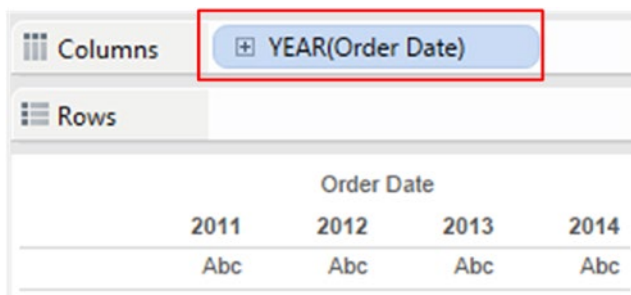 Columns YEAR(Order Date)
Rows
Order Date
2011 2012 2013 2014
Abc Abc Abc Abc